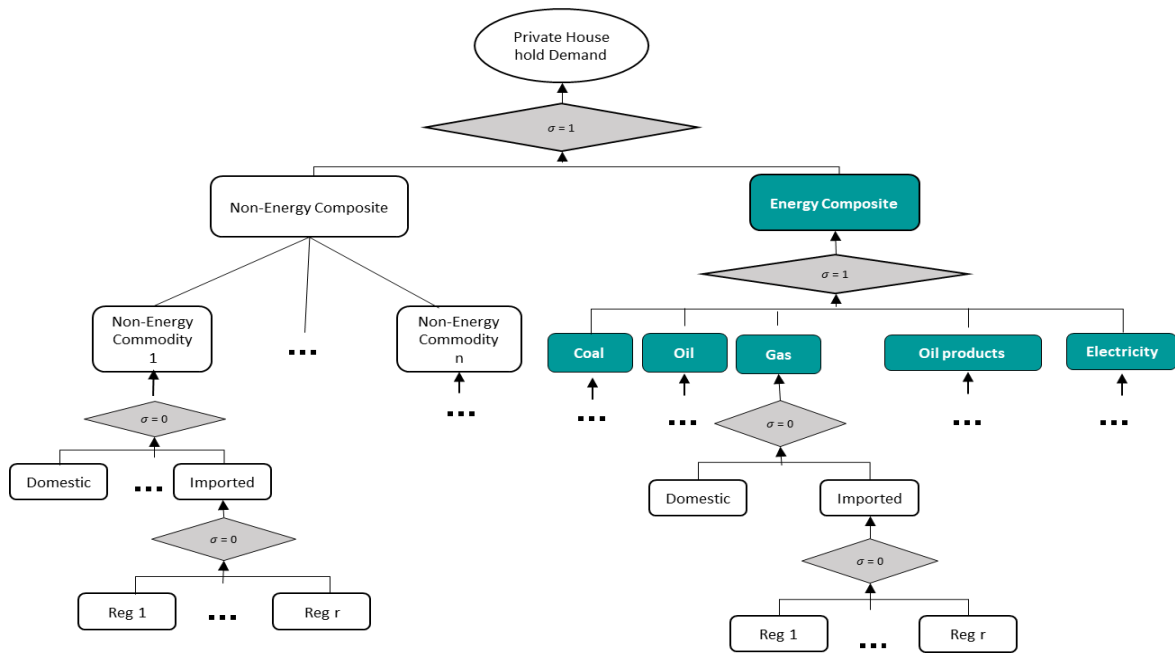 Private House
hold Demand
σ = 1
Non-Energy Composite
Energy Composite
σ = 1
Non-Energy
Commodity
1
...
Non-Energy
Commodity
n
Coal
Oil
Gas
Oil products
Electricity
...
...
...
...
...
σ = 0
σ = 0
Domestic
...
Imported
Domestic
Imported
σ = 0
σ = 0
Reg 1
...
Reg r
Reg 1
...
Reg r